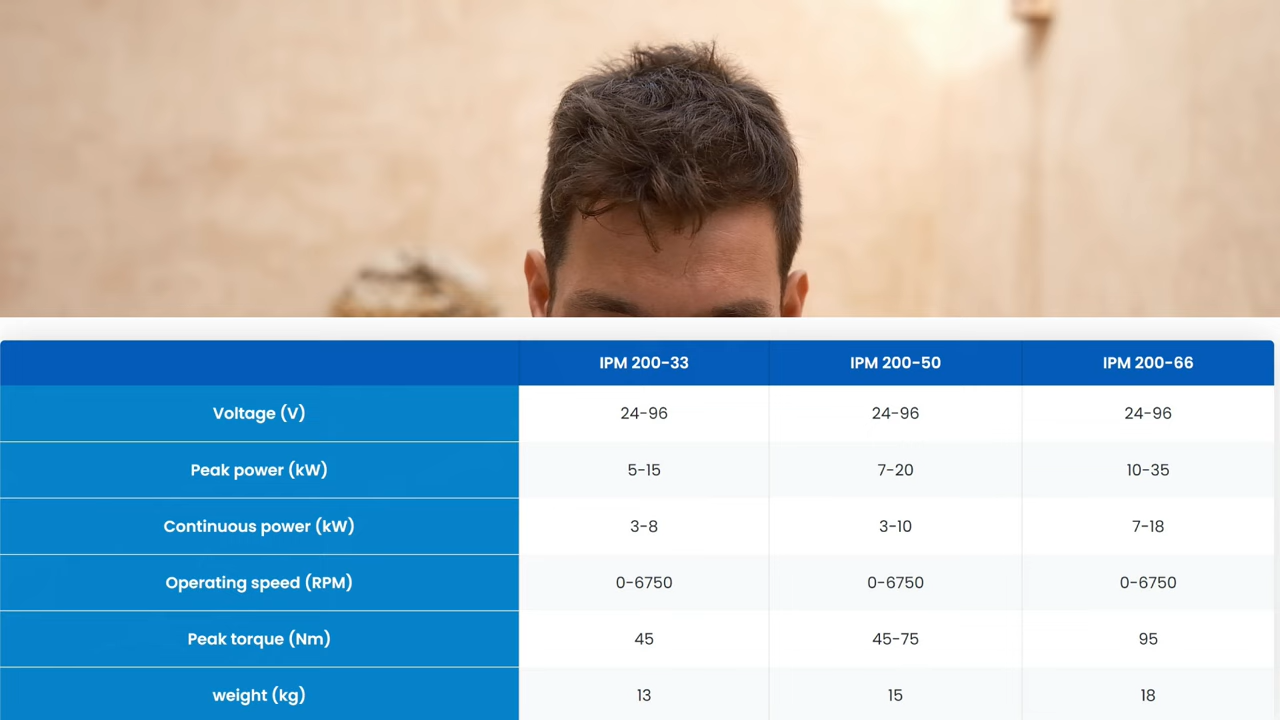 IPM 200-33 IPM 200-50 IPM 200-66
Voltage (V) 24-96 24-96 24-96
Peak power (kW) 5-15 7-20 10-35
Continuous power (kW) 3-8 3-10 7-18
Operating speed (RPM) 0-6750 0-6750 0-6750
Peak torque (Nm) 45 45-75 95
weight (kg) 13 15 18